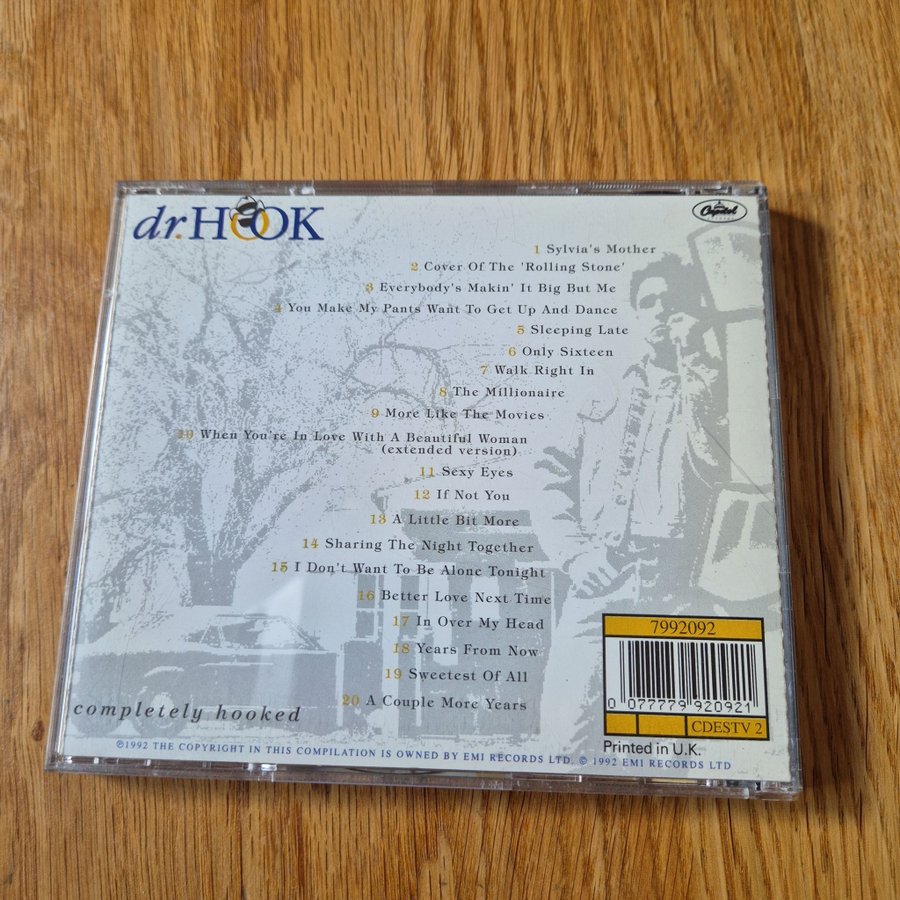 dr.HOOK
Capitol
1 Sylvia's Mother
2 Cover Of The 'Rolling Stone'
3 Everybody's Makin' It Big But Me
4 You Make My Pants Want To Get Up And Dance
5 Sleeping Late
6 Only Sixteen
7 Walk Right In
8 The Millionaire
9 More Like The Movies
10 When You're In Love With A Beautiful Woman
(extended version)
11 Sexy Eyes
12 If Not You
13 A Little Bit More
14 Sharing The Night Together
15 I Don't Want To Be Alone Tonight
16 Better Love Next Time
17 In Over My Head
18 Years From Now
19 Sweetest Of All
20 A Couple More Years
completely hooked
7992092
0 077779 920921
CDESTV 2
Printed in U.K.
℗1992 THE COPYRIGHT IN THIS COMPILATION IS OWNED BY EMI RECORDS LTD. © 1992 EMI RECORDS LTD